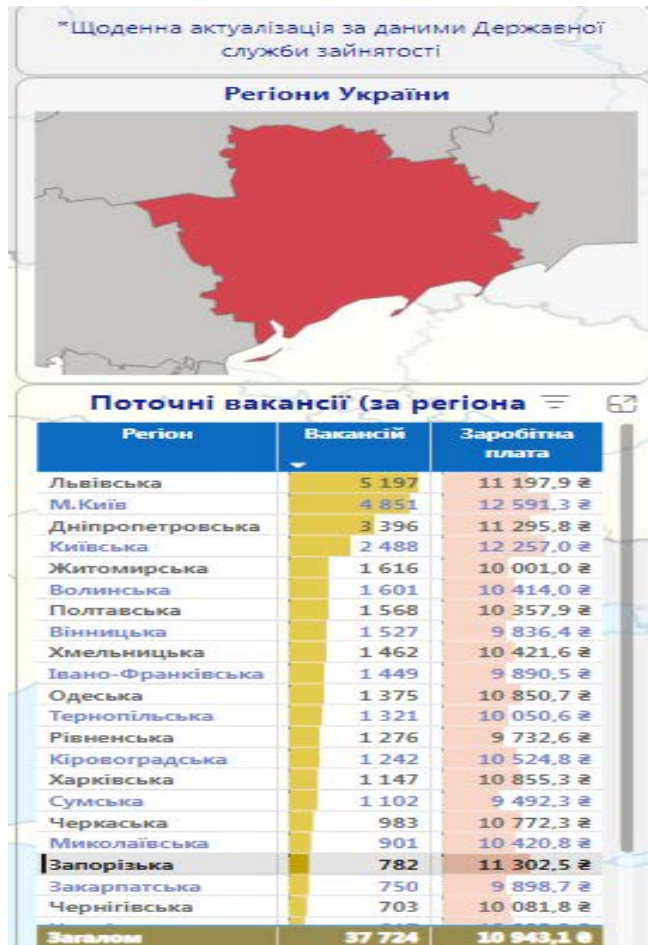 *Щоденна актуалізація за даними Державної
служби зайнятості
Регіони України
Поточні вакансії (за регіона
Регіон Вакансій Заробітна
плата
Львівська 5 197 11 197,9 ₴
М.Київ 4 851 12 591,3 ₴
Дніпропетровська 3 396 11 295,8 ₴
Київська 2 488 12 257,0 ₴
Житомирська 1 616 10 001,0 ₴
Волинська 1 601 10 414,0 ₴
Полтавська 1 568 10 357,9 ₴
Вінницька 1 527 9 836,4 ₴
Хмельницька 1 462 10 421,6 ₴
Івано-Франківська 1 449 9 890,5 ₴
Одеська 1 375 10 850,7 ₴
Тернопільська 1 321 10 050,6 ₴
Рівненська 1 276 9 732,6 ₴
Кіровоградська 1 242 10 524,8 ₴
Харківська 1 147 10 855,3 ₴
Сумська 1 102 9 492,3 ₴
Черкаська 983 10 772,3 ₴
Миколаївська 901 10 420,8 ₴
Запорізька 782 11 302,5 ₴
Закарпатська 750 9 898,7 ₴
Чернігівська 703 10 081,8 ₴
Загалом 37 724 10 943,1 ₴